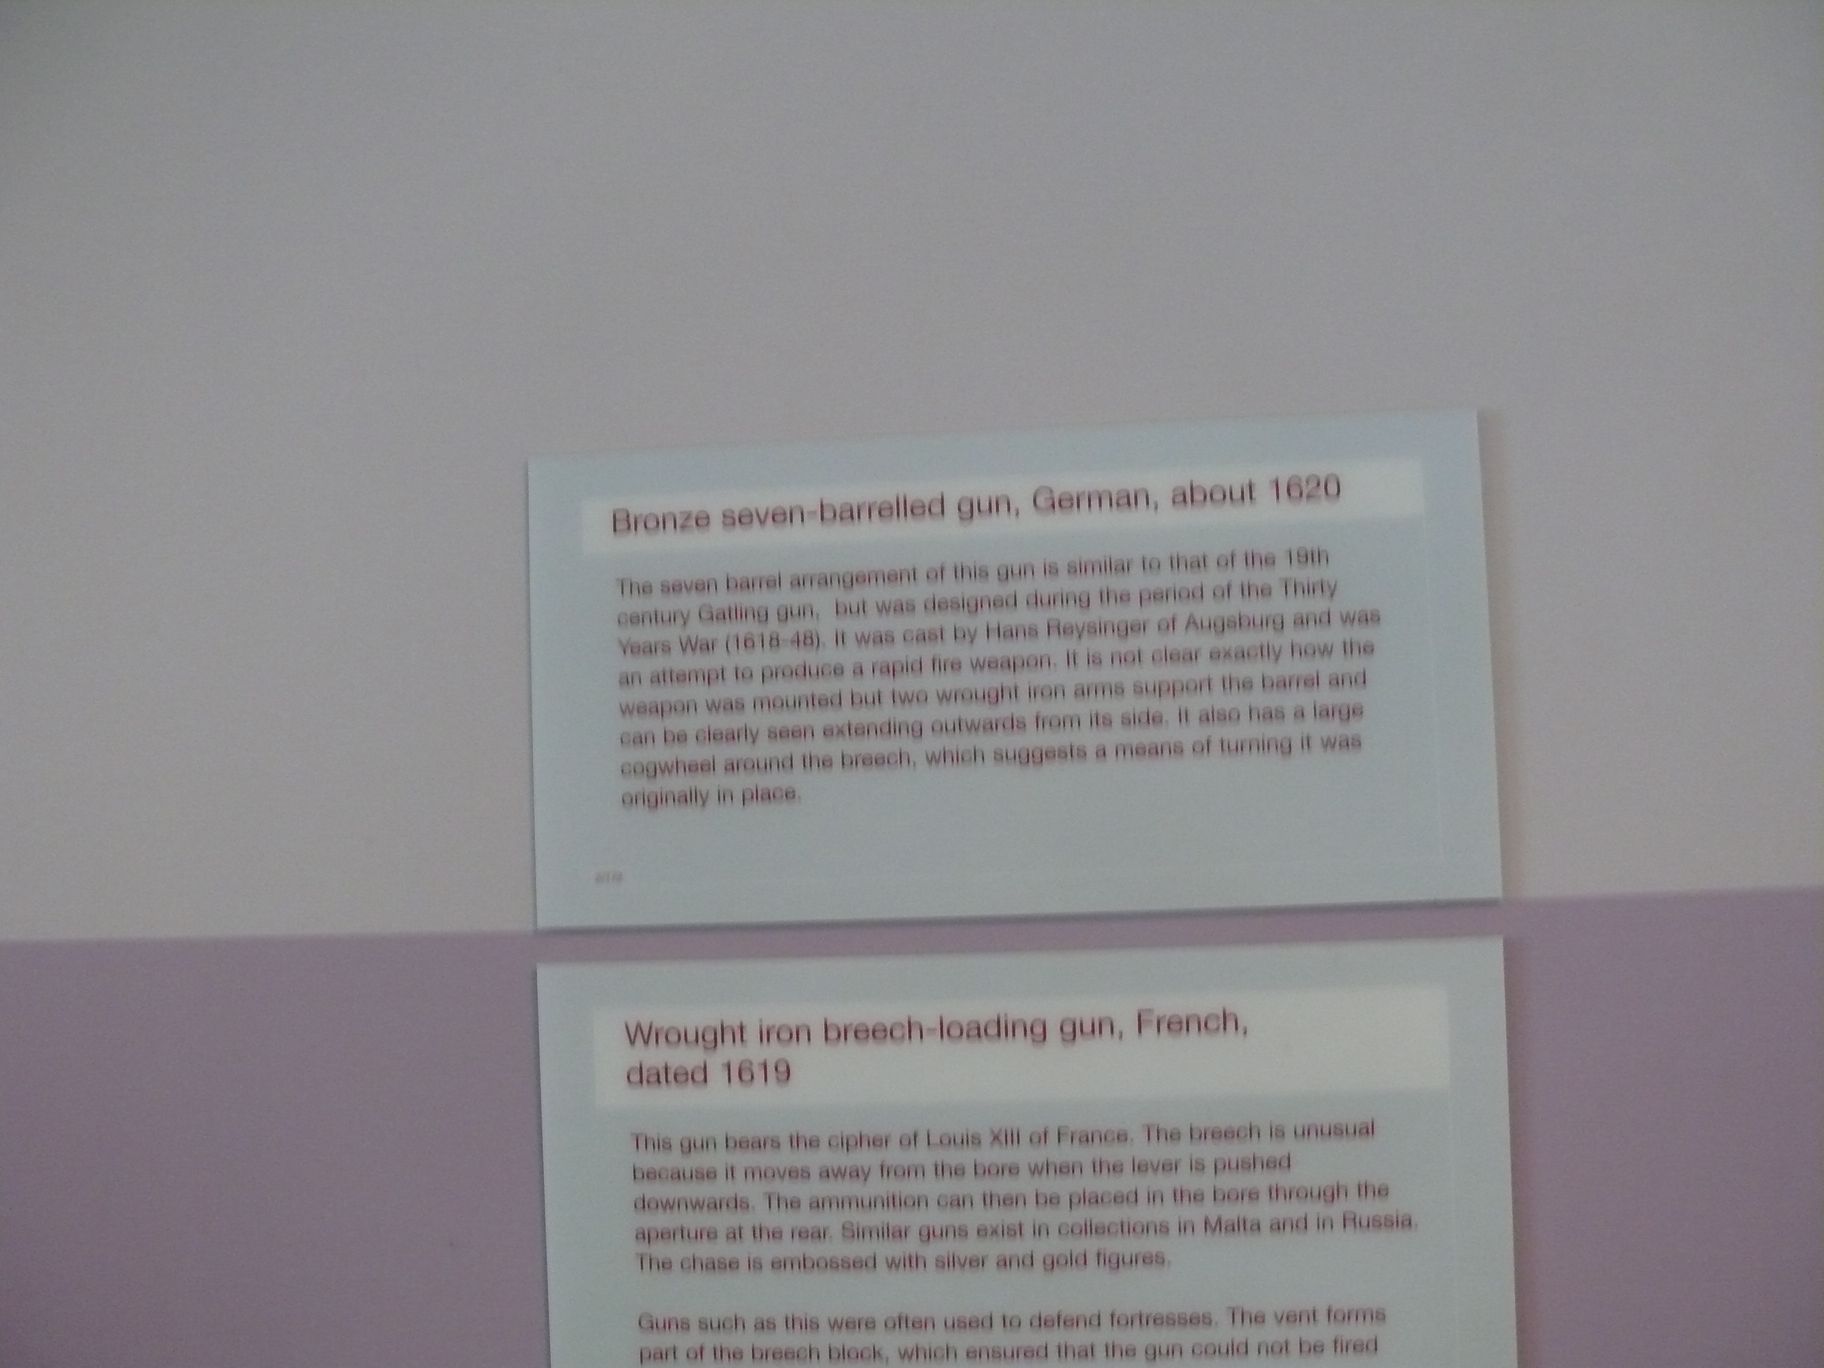 Bronze seven-barrelled gun, German, about 1620
The seven barrel arrangement of this gun is similar to that of the 19th
century Gatling gun, but was designed during the period of the Thirty
Years War (1618-48). It was cast by Hans Reysinger of Augsburg and was
an attempt to produce a rapid fire weapon. It is not clear exactly how the
weapon was mounted but two wrought iron arms support the barrel and
can be clearly seen extending outwards from its side. It also has a large
cogwheel around the breech, which suggests a means of turning it was
originally in place.
Wrought iron breech-loading gun, French,
dated 1619
This gun bears the cipher of Louis XIII of France. The breech is unusual
because it moves away from the bore when the lever is pushed
downwards. The ammunition can then be placed in the bore through the
aperture at the rear. Similar guns exist in collections in Malta and in Russia.
The chase is embossed with silver and gold figures.
Guns such as this were often used to defend fortresses. The vent forms
part of the breech block, which ensured that the gun could not be fired